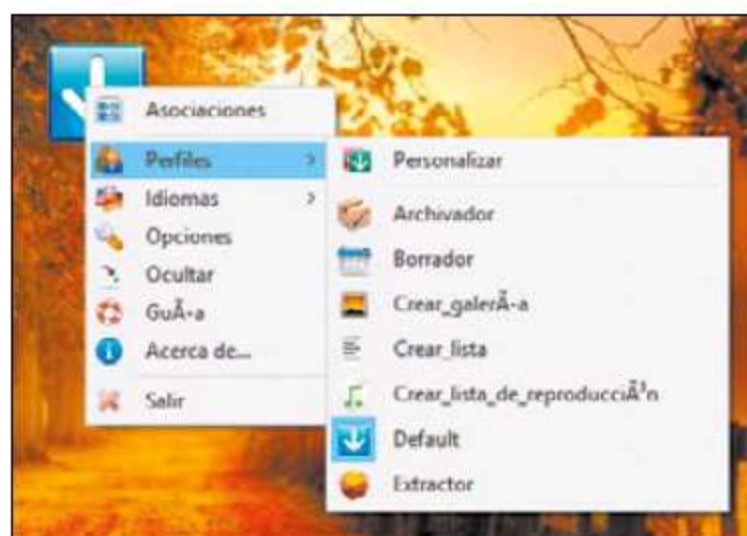 Asociaciones
Perfiles
Idiomas
Opciones
Ocultar
GuÃ-a
Acerca de...
Salir
Personalizar
Archivador
Borrador
Crear_galerÃ-a
Crear_lista
Crear_lista_de_reproducciÃ³n
Default
Extractor